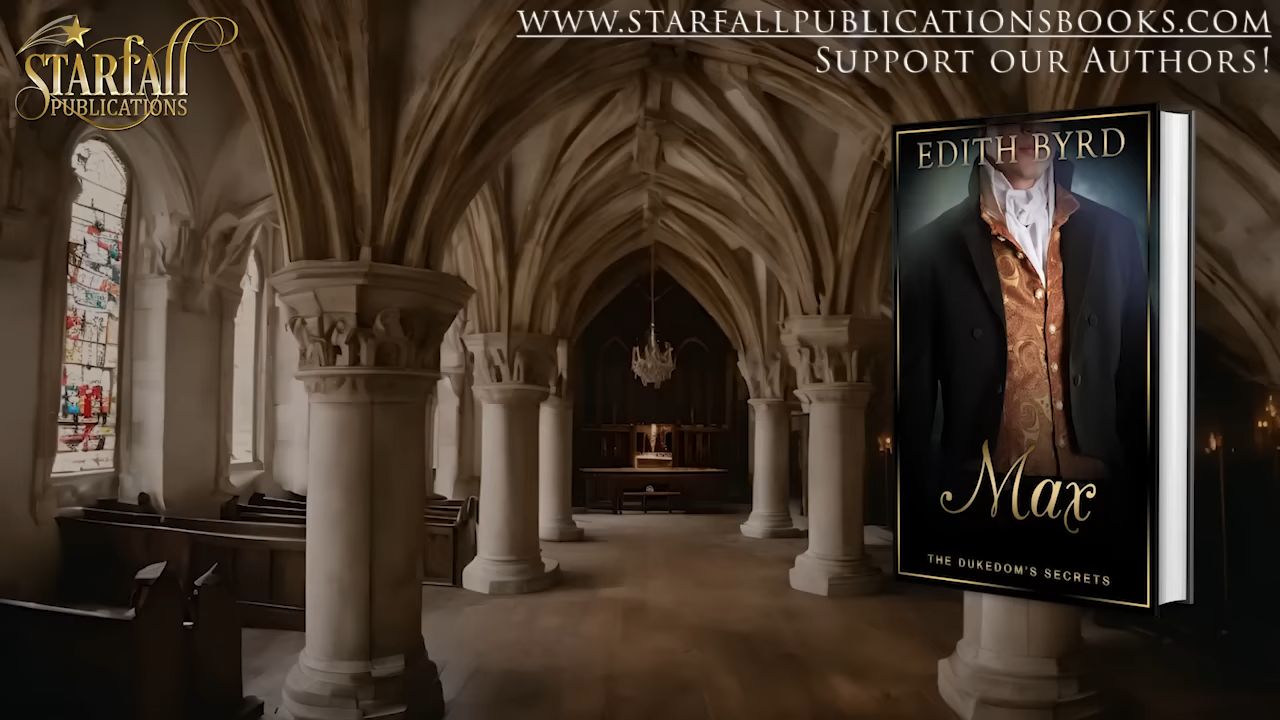 STARfall
PUBLICATIONS
WWW.STARFALLPUBLICATIONSBOOKS.COM
SUPPORT OUR AUTHORS!
EDITH BYRD
Max
THE DUKEDOM'S SECRETS